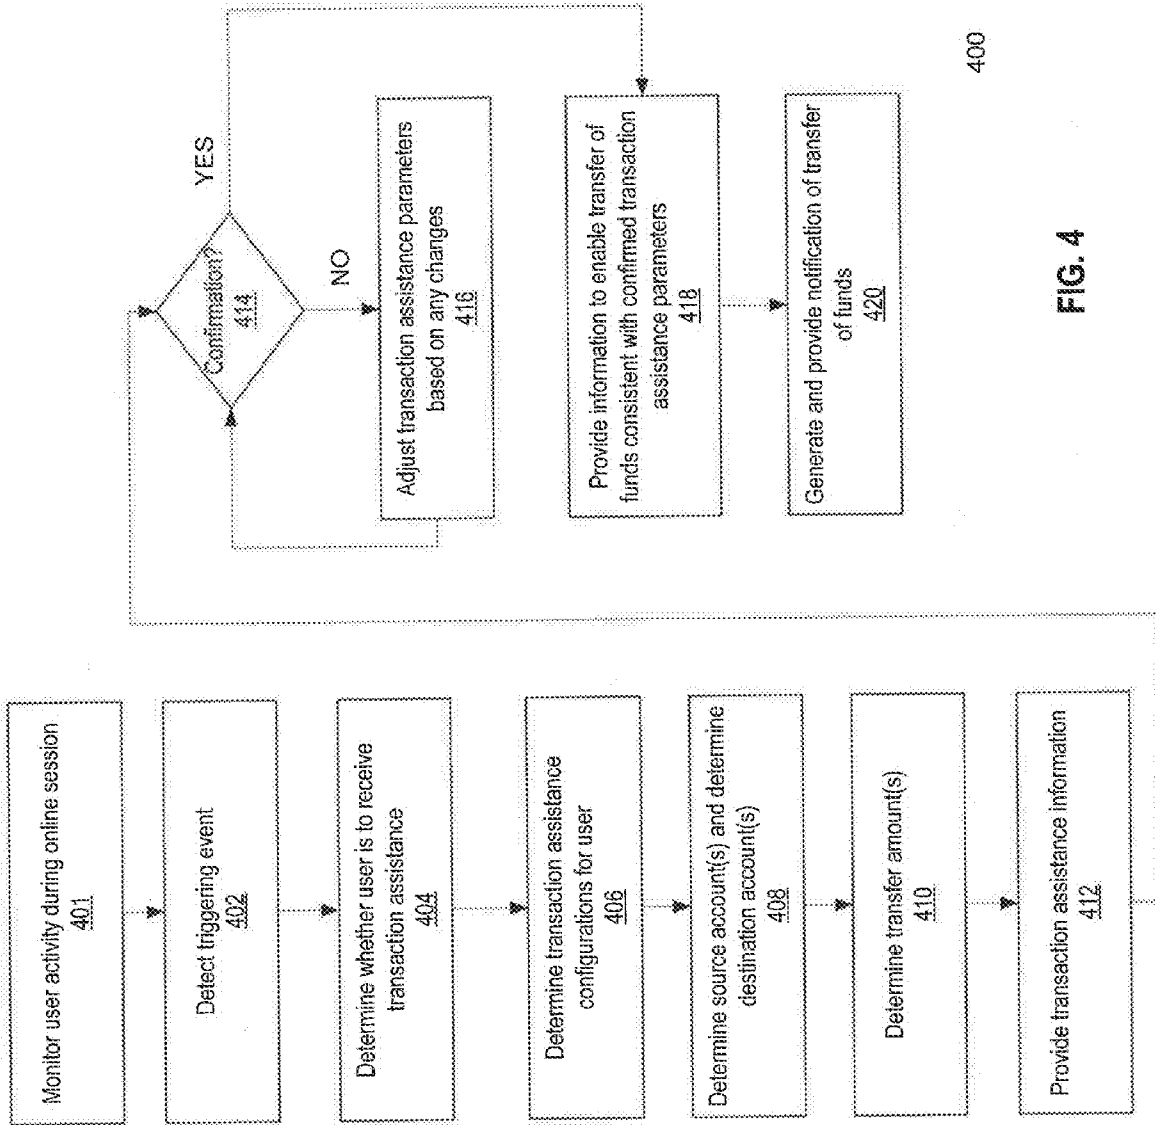 Monitor user activity during online session
401
Detect triggering event
402
Determine whether user is to receive
transaction assistance
404
Determine transaction assistance
configurations for user
406
Determine source account(s) and determine
destination account(s)
408
Determine transfer amount(s)
410
Provide transaction assistance information
412
Confirmation?
414
YES
NO
Adjust transaction assistance parameters
based on any changes
416
Provide information to enable transfer of
funds consistent with confirmed transaction
assistance parameters
418
Generate and provide notification of transfer
of funds
420
400
FIG. 4